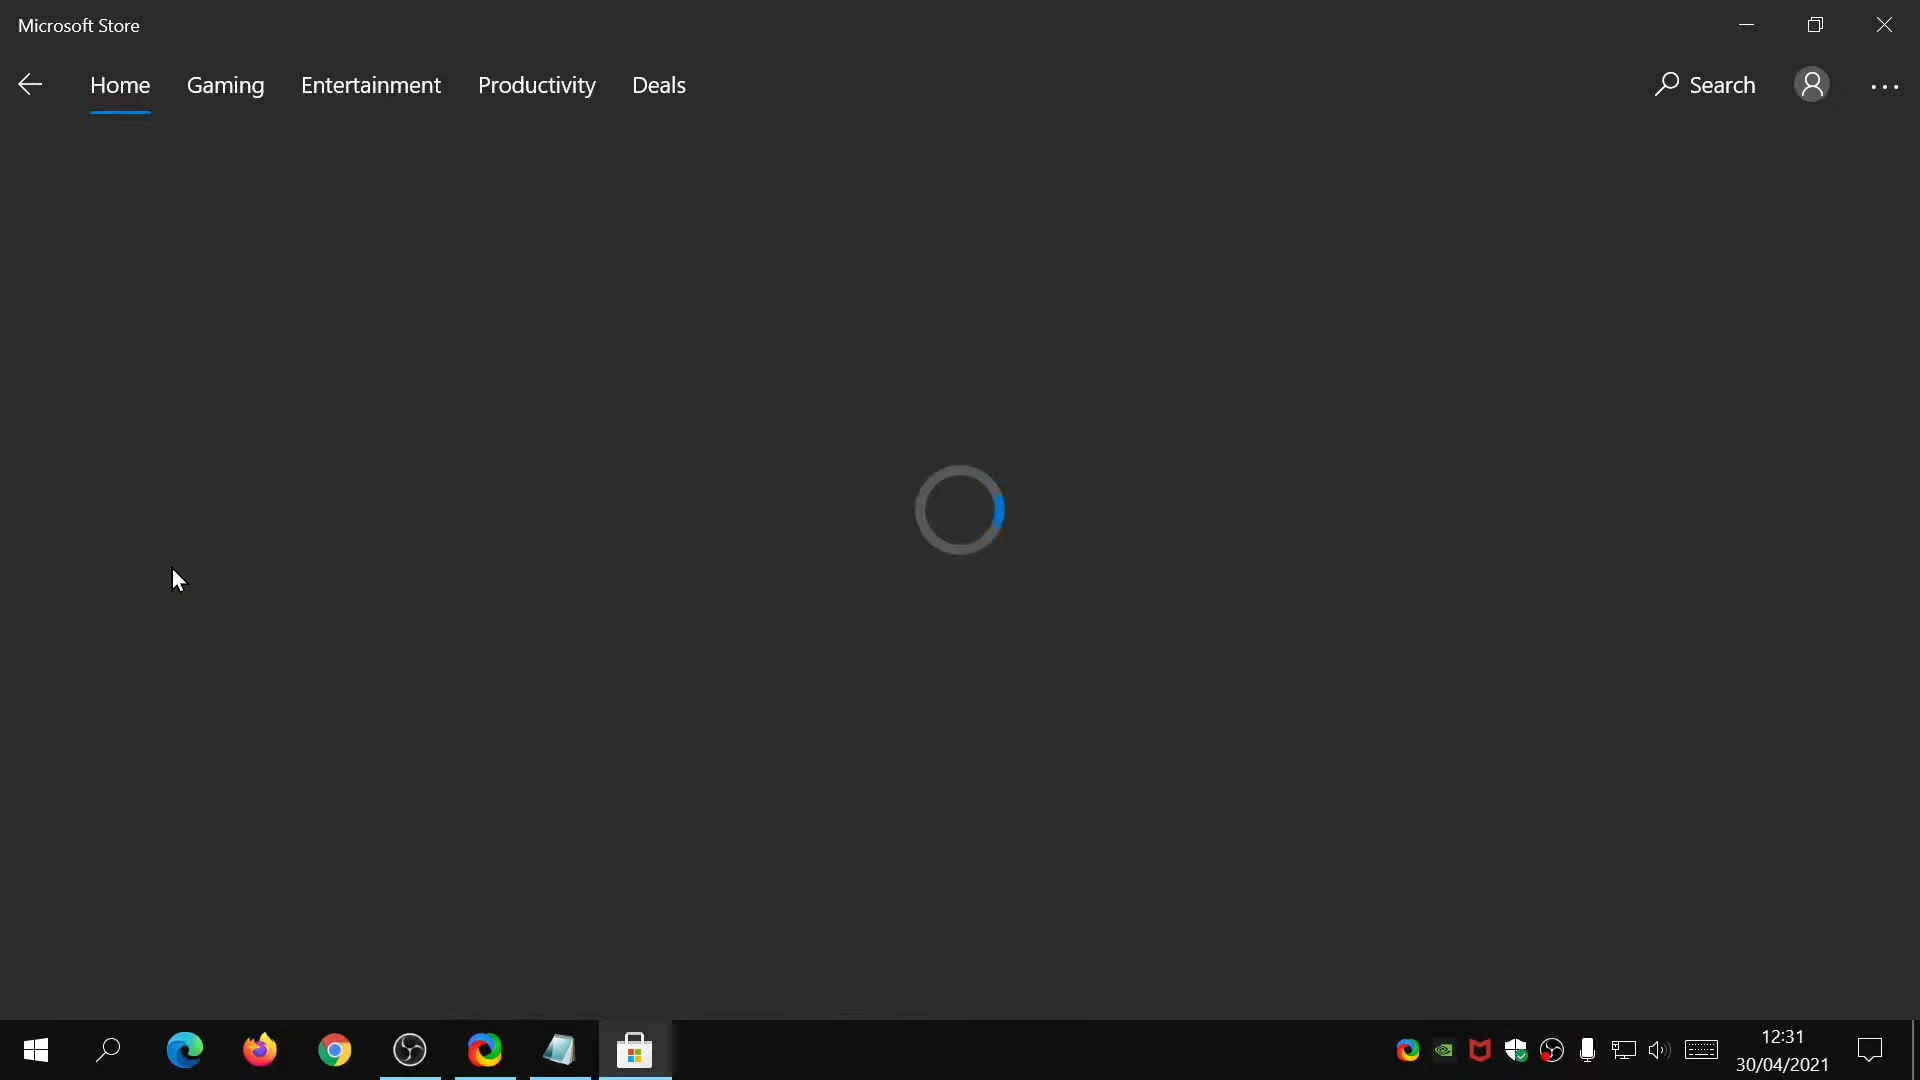 Microsoft Store
Home Gaming Entertainment Productivity Deals Search
12:31
30/04/2021